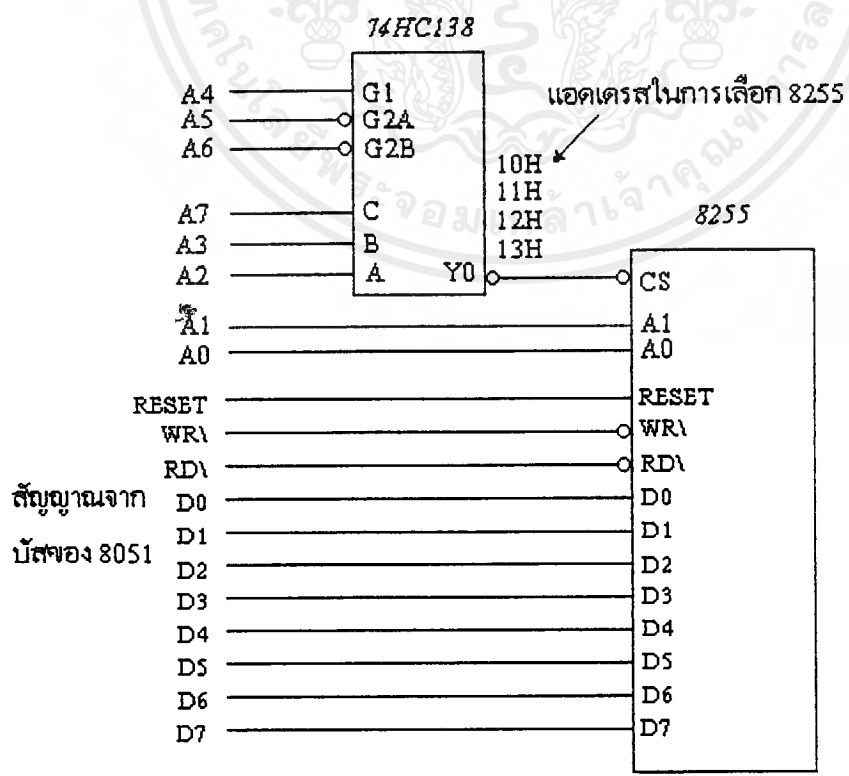 74HC138
A4 G1
A5 G2A
A6 G2B
แอดเดรสในการเลือก 8255
10H
11H
12H
13H
A7 C
A3 B
A2 A Y0
8255
CS
A1 A1
A0 A0
RESET RESET
WR\ WR\
RD\ RD\
สัญญาณจาก
บัสของ 8051
D0 D0
D1 D1
D2 D2
D3 D3
D4 D4
D5 D5
D6 D6
D7 D7